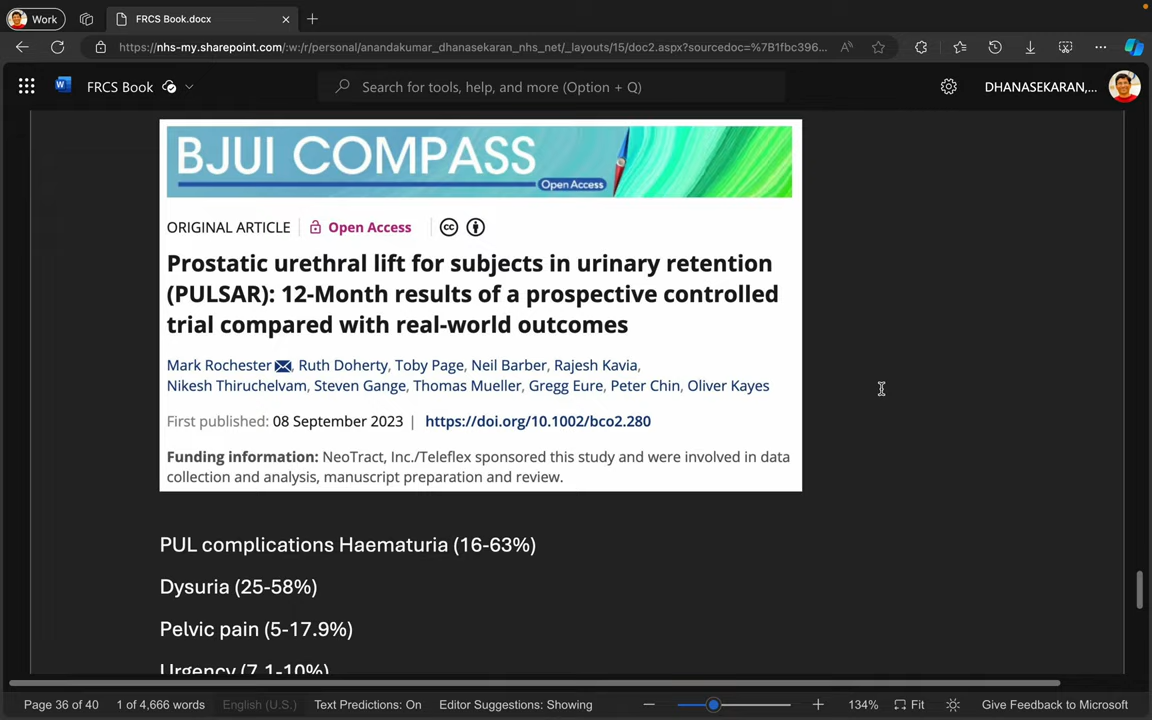 Work
FRCS Book.docx
https://nhs-my.sharepoint.com/:w:/r/personal/anandakumar_dhanasekaran_nhs_net/_layouts/15/doc2.aspx?sourcedoc=%7B1fbc396...
FRCS Book
Search for tools, help, and more (Option + Q)
DHANASEKARAN,...
BJUI COMPASS
Open Access
ORIGINAL ARTICLE Open Access
Prostatic urethral lift for subjects in urinary retention
(PULSAR): 12-Month results of a prospective controlled
trial compared with real-world outcomes
Mark Rochester, Ruth Doherty, Toby Page, Neil Barber, Rajesh Kavia,
Nikesh Thiruchelvam, Steven Gange, Thomas Mueller, Gregg Eure, Peter Chin, Oliver Kayes
First published: 08 September 2023 | https://doi.org/10.1002/bco2.280
Funding information: NeoTract, Inc./Teleflex sponsored this study and were involved in data
collection and analysis, manuscript preparation and review.
PUL complications Haematuria (16-63%)
Dysuria (25-58%)
Pelvic pain (5-17.9%)
Urgency (7.1-10%)
Page 36 of 40 1 of 4,666 words English (U.S.) Text Predictions: On Editor Suggestions: Showing 134% Fit Give Feedback to Microsoft